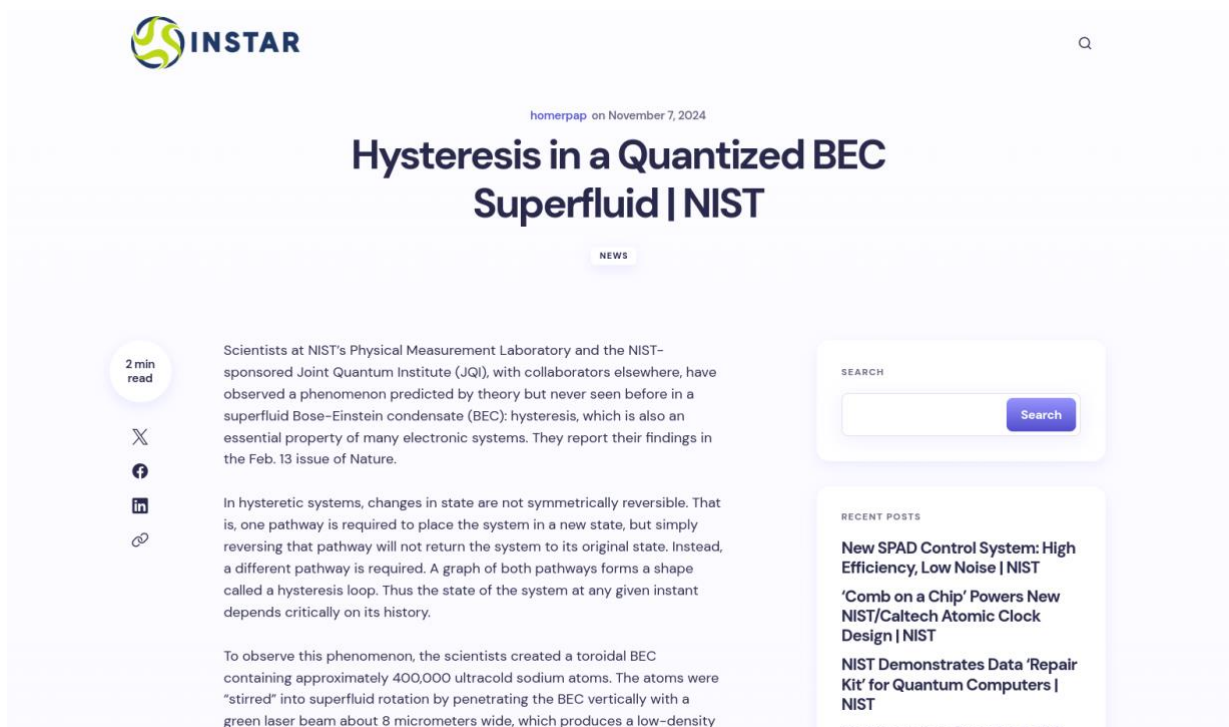 INSTAR
homerpap on November 7, 2024
Hysteresis in a Quantized BEC
Superfluid | NIST
NEWS
2 min
read
Scientists at NIST's Physical Measurement Laboratory and the NIST-
sponsored Joint Quantum Institute (JQI), with collaborators elsewhere, have
observed a phenomenon predicted by theory but never seen before in a
superfluid Bose-Einstein condensate (BEC): hysteresis, which is also an
essential property of many electronic systems. They report their findings in
the Feb. 13 issue of Nature.
In hysteretic systems, changes in state are not symmetrically reversible. That
is, one pathway is required to place the system in a new state, but simply
reversing that pathway will not return the system to its original state. Instead,
a different pathway is required. A graph of both pathways forms a shape
called a hysteresis loop. Thus the state of the system at any given instant
depends critically on its history.
To observe this phenomenon, the scientists created a toroidal BEC
containing approximately 400,000 ultracold sodium atoms. The atoms were
“stirred” into superfluid rotation by penetrating the BEC vertically with a
green laser beam about 8 micrometers wide, which produces a low-density
SEARCH
Search
RECENT POSTS
New SPAD Control System: High
Efficiency, Low Noise | NIST
‘Comb on a Chip’ Powers New
NIST/Caltech Atomic Clock
Design | NIST
NIST Demonstrates Data ‘Repair
Kit’ for Quantum Computers |
NIST